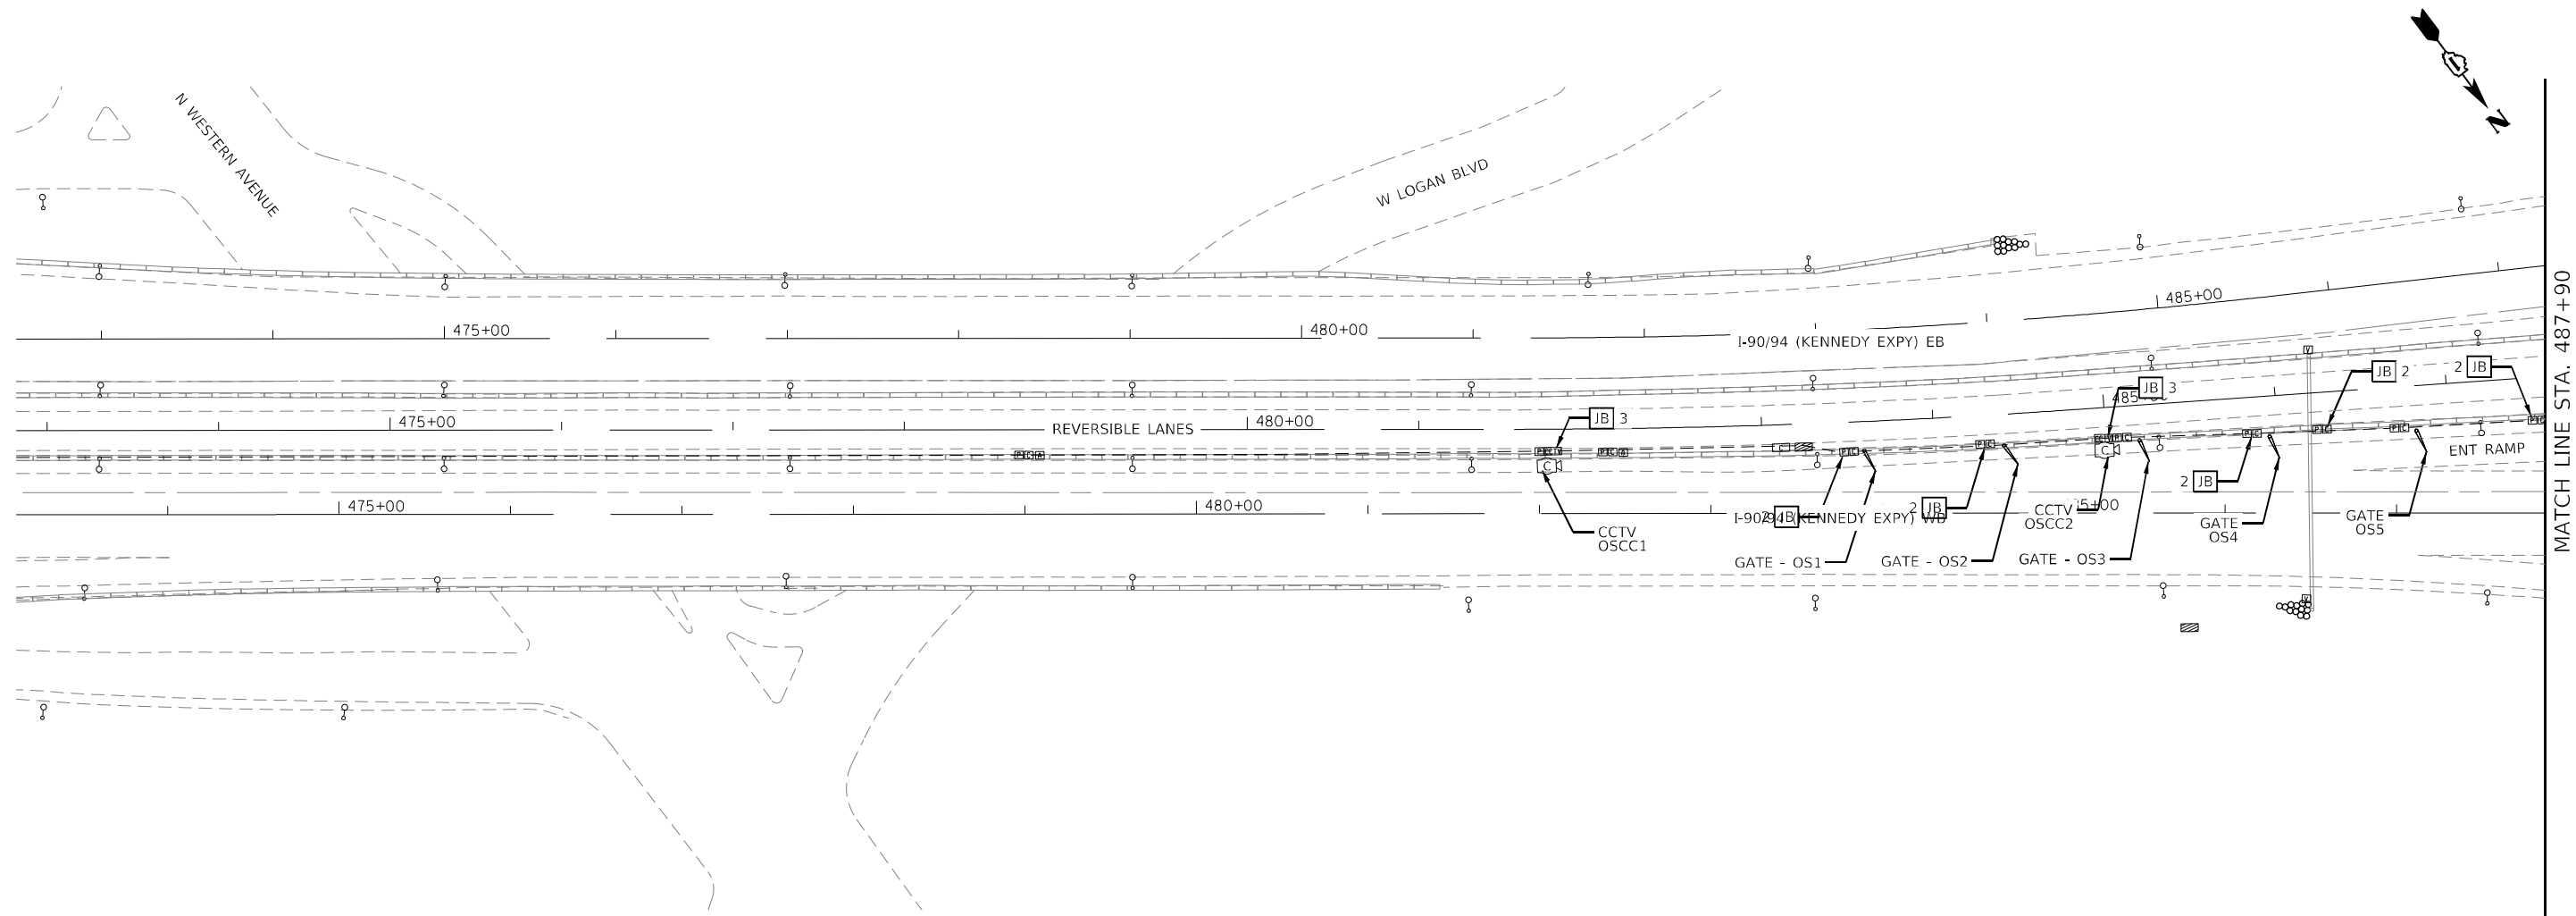 N
N WESTERN AVENUE
W LOGAN BLVD
MATCH LINE STA. 487+90
485+00
475+00
480+00
I-90/94 (KENNEDY EXPY) EB
JB 2
2 JB
JB 3
JB 3
475+00
REVERSIBLE LANES
480+00
C
C
ENT RAMP
2 JB
475+00
480+00
2 JB
I-90/94 (KENNEDY EXPY) WB
JB
CCTV
OSCC1
CCTV
OSCC2
5+00
GATE
OS4
GATE
OS5
GATE - OS1
GATE - OS2
GATE - OS3